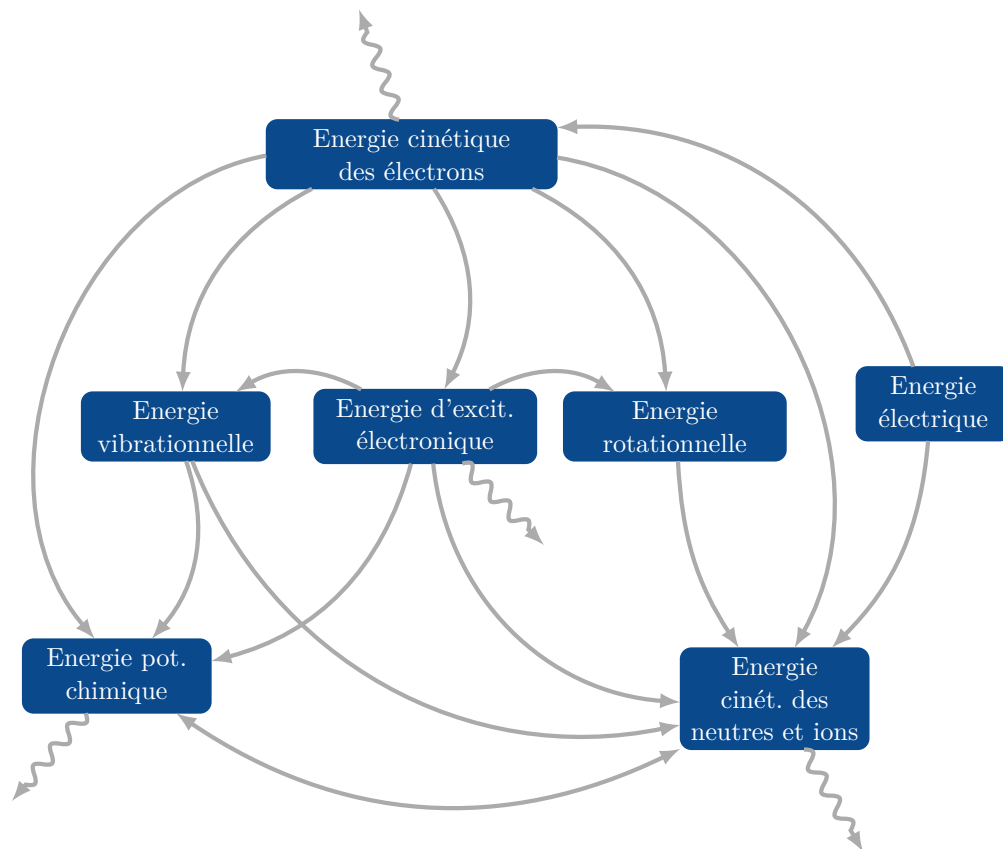 Energie cinétique
des électrons
Energie
vibrationnelle
Energie d'excit.
électronique
Energie
rotationnelle
Energie
électrique
Energie pot.
chimique
Energie
cinét. des
neutres et ions